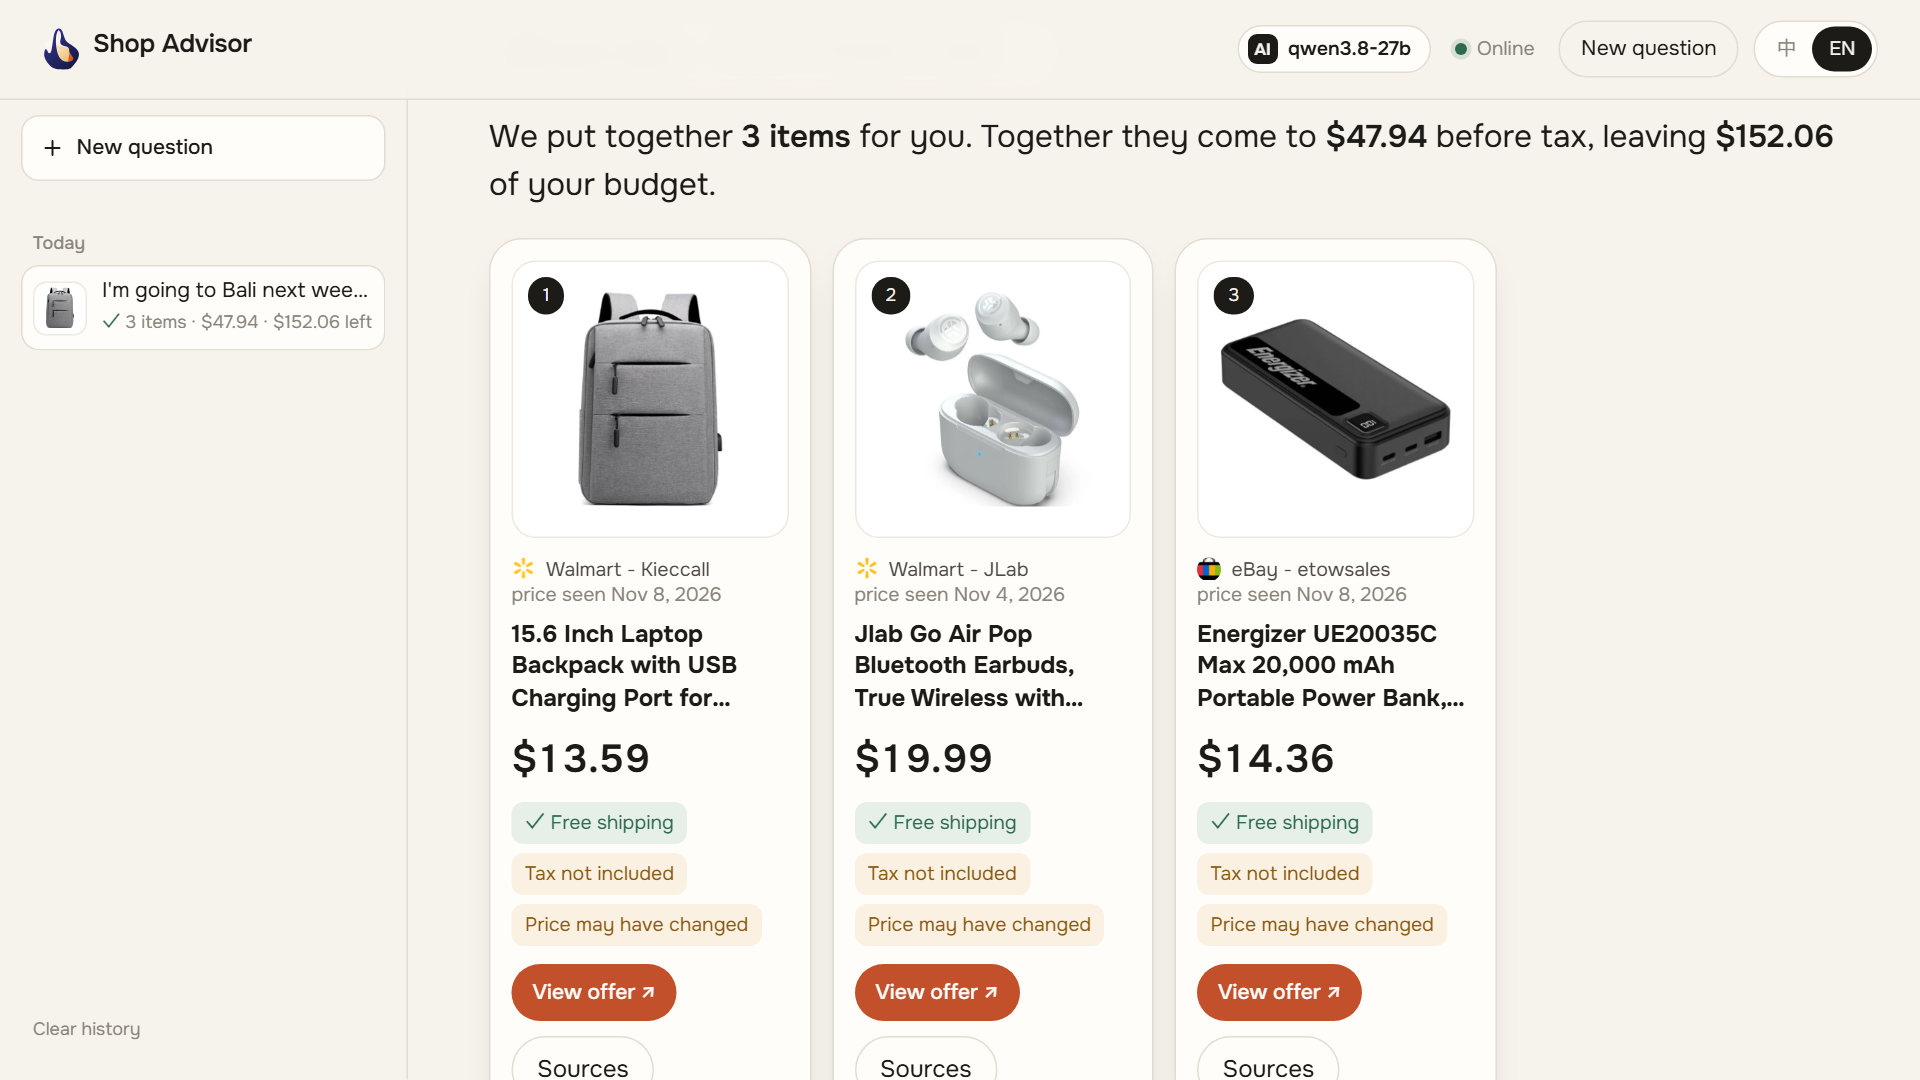 Shop Advisor
AI qwen3.8-27b
Online
New question
中 EN
+ New question
Today
I'm going to Bali next wee...
✓ 3 items · $47.94 · $152.06 left
Clear history
We put together 3 items for you. Together they come to $47.94 before tax, leaving $152.06
of your budget.
1
Walmart - Kieccall
price seen Nov 8, 2026
15.6 Inch Laptop
Backpack with USB
Charging Port for...
$13.59
✓ Free shipping
Tax not included
Price may have changed
View offer ↗
Sources
2
Walmart - JLab
price seen Nov 4, 2026
Jlab Go Air Pop
Bluetooth Earbuds,
True Wireless with...
$19.99
✓ Free shipping
Tax not included
Price may have changed
View offer ↗
Sources
3
Energizer
eBay - etowsales
price seen Nov 8, 2026
Energizer UE20035C
Max 20,000 mAh
Portable Power Bank,...
$14.36
✓ Free shipping
Tax not included
Price may have changed
View offer ↗
Sources